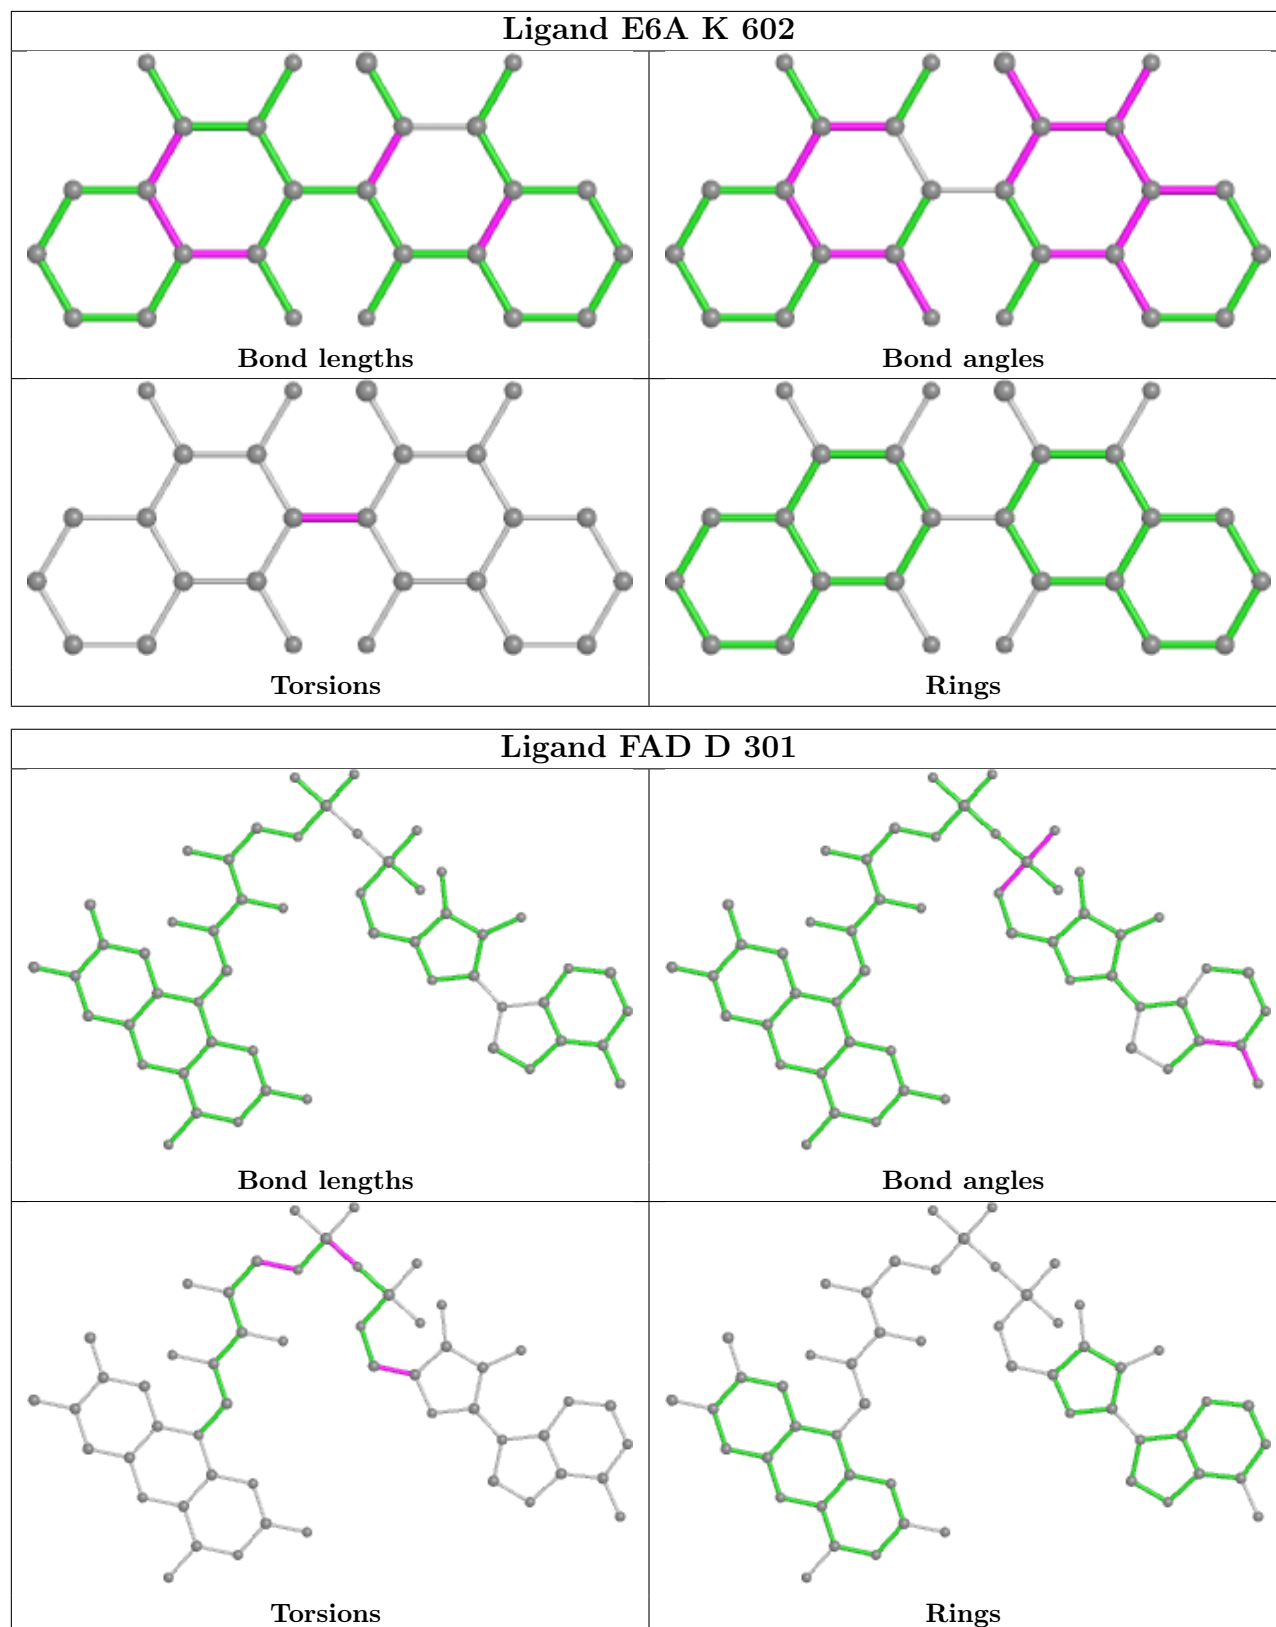 Ligand E6A K 602
Bond lengths
Bond angles
Torsions
Rings
Ligand FAD D 301
Bond lengths
Bond angles
Torsions
Rings